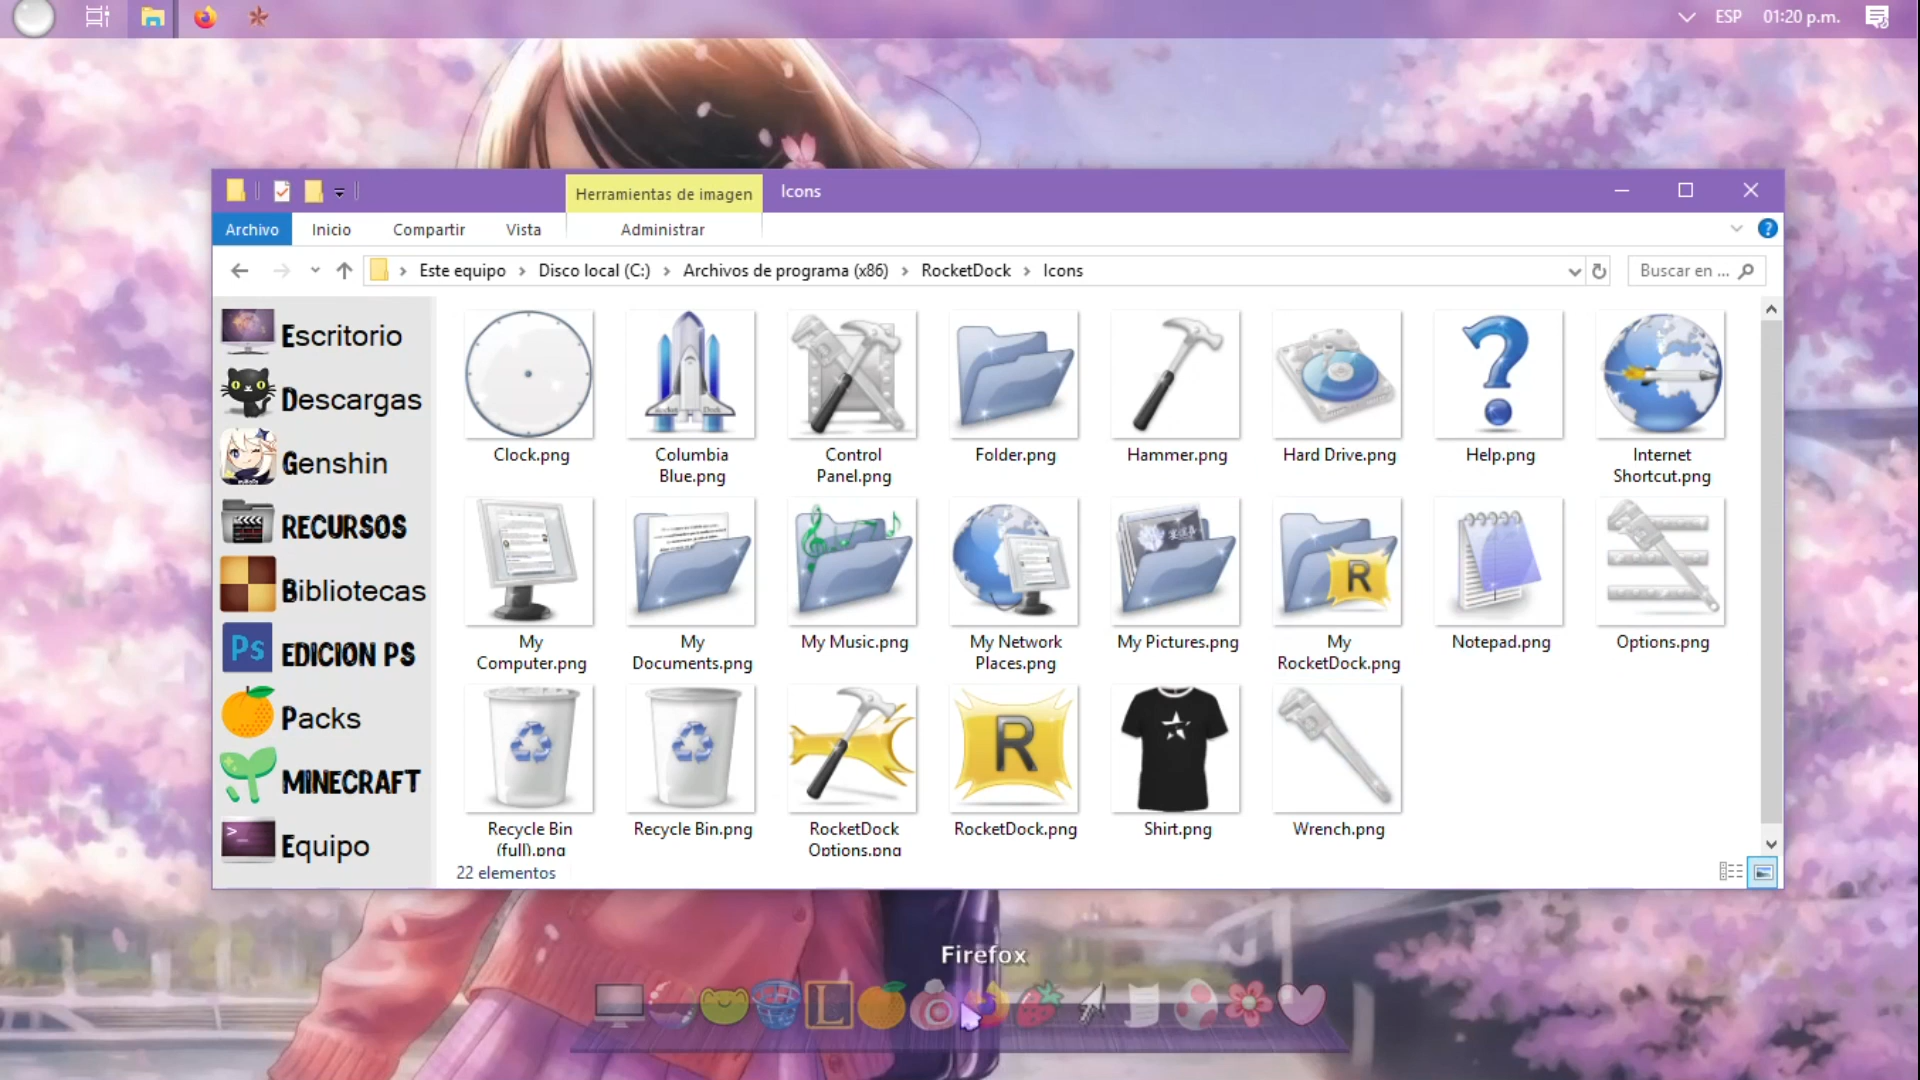 ESP 01:20 p.m.
Herramientas de imagen Icons
Archivo Inicio Compartir Vista Administrar
Este equipo Disco local (C:) Archivos de programa (x86) RocketDock Icons Buscar en ...
Escritorio
Descargas
Genshin
RECURSOS
Bibliotecas
Ps EDICION PS
Packs
MINECRAFT
Equipo
Clock.png
Columbia
Blue.png
Control
Panel.png
Folder.png
Hammer.png
Hard Drive.png
Help.png
Internet
Shortcut.png
My
Computer.png
My
Documents.png
My Music.png
My Network
Places.png
My Pictures.png
R
My
RocketDock.png
Notepad.png
Options.png
Recycle Bin
(full).png
Recycle Bin.png
RocketDock
Options.png
R
RocketDock.png
Shirt.png
Wrench.png
22 elementos
Firefox
L